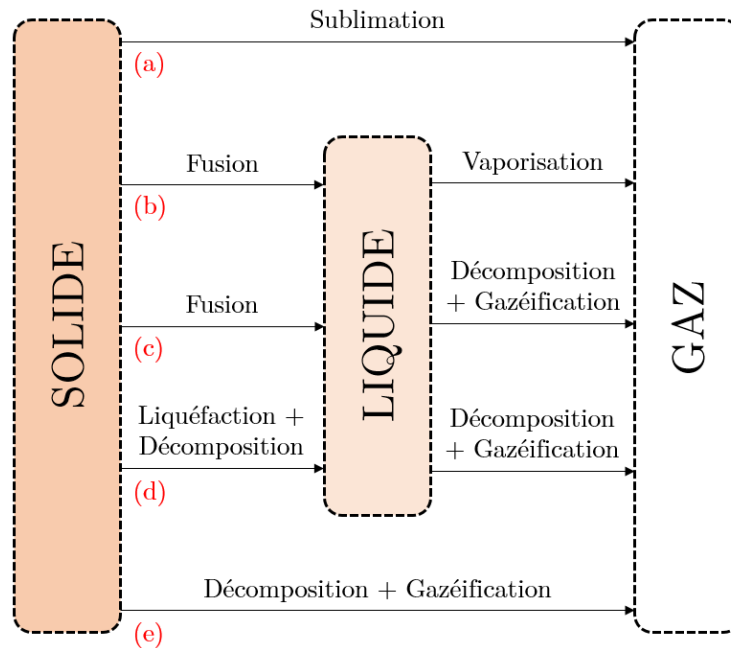 Sublimation
(a)
SOLIDE
Fusion
(b)
LIQUIDE
Vaporisation
GAZ
Fusion
(c)
Décomposition
+ Gazéification
Liquéfaction +
Décomposition
(d)
Décomposition
+ Gazéification
Décomposition + Gazéification
(e)